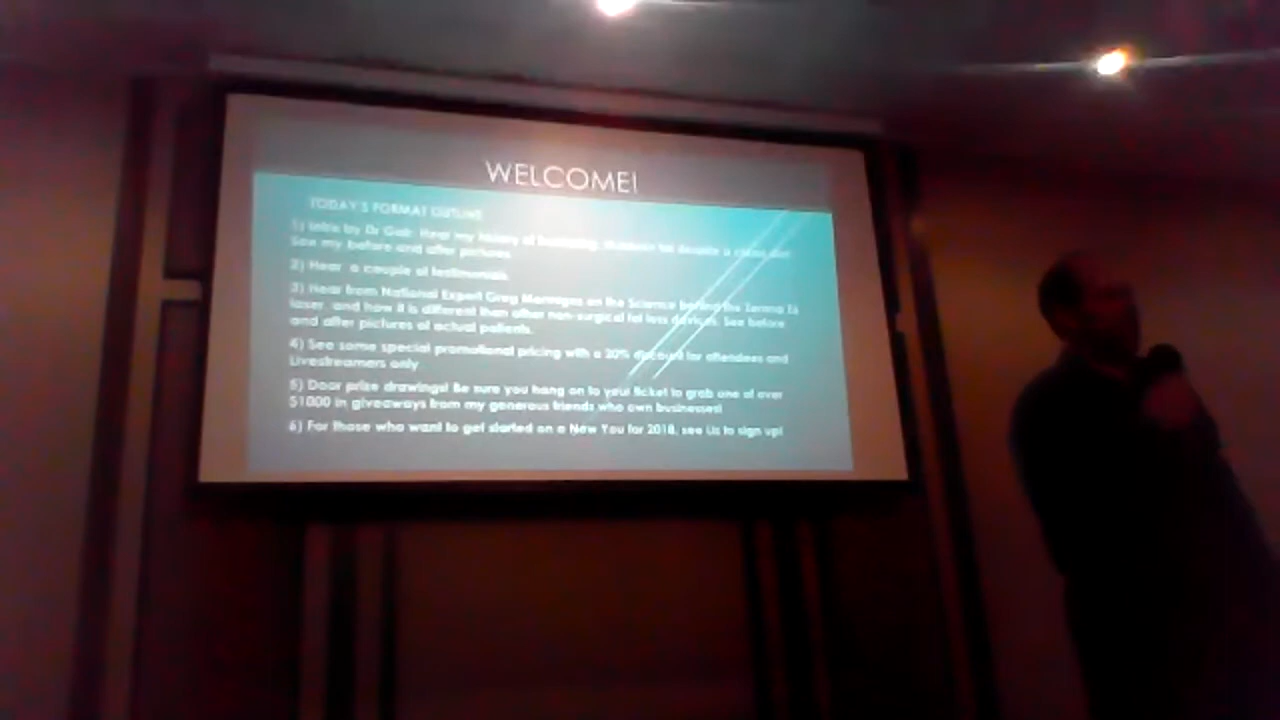 WELCOME!
TODAY'S FORMAT OUTLINE
1) Intro by Dr Gab: Hear my history of stubborn fat despite a
See my before and after pictures
2) Hear a couple of testimonials
3) Hear from National Expert Greg on the Science behind the
laser, and how it is different than other non-surgical fat loss devices. See before
and after pictures of actual patients.
4) See some special promotional pricing with a 20% discount for attendees and
Livestreamers only
5) Door prize drawings! Be sure you hang on to your ticket to grab one of over
$1000 in giveaways from my generous friends who own businesses!
6) For those who want to get started on a New You for 2018, see us to sign up!